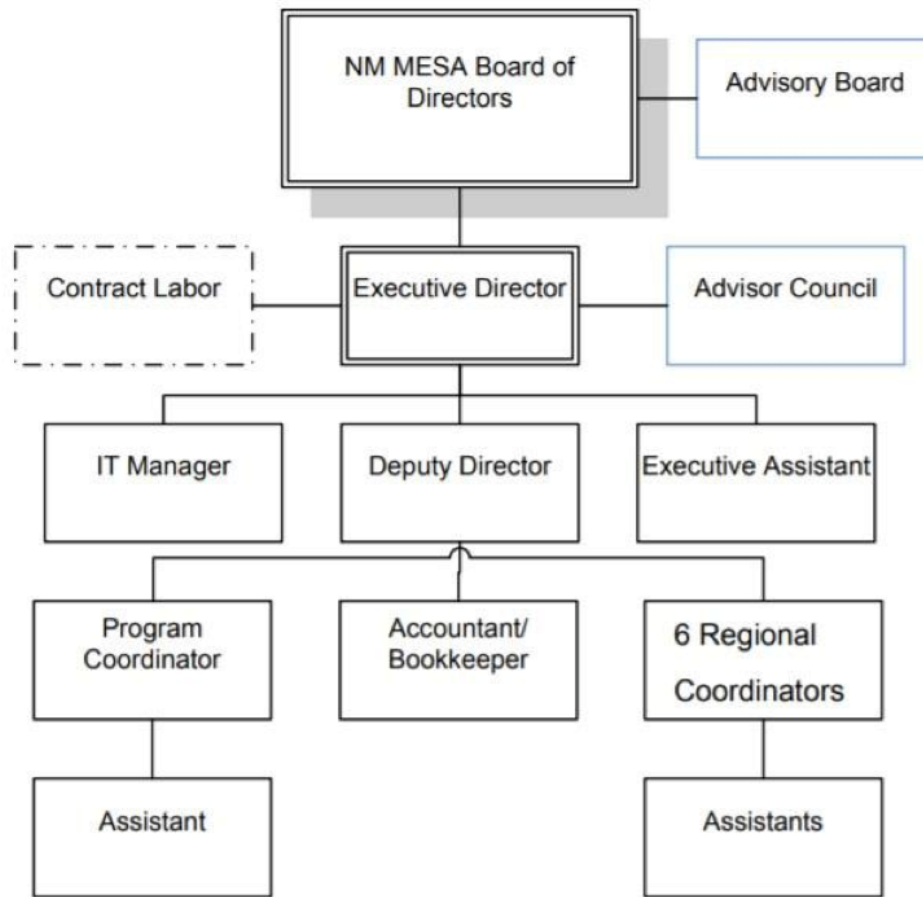 NM MESA Board of
Directors
Advisory Board
Contract Labor
Executive Director
Advisor Council
IT Manager
Deputy Director
Executive Assistant
Program
Coordinator
Accountant/
Bookkeeper
6 Regional
Coordinators
Assistant
Assistants